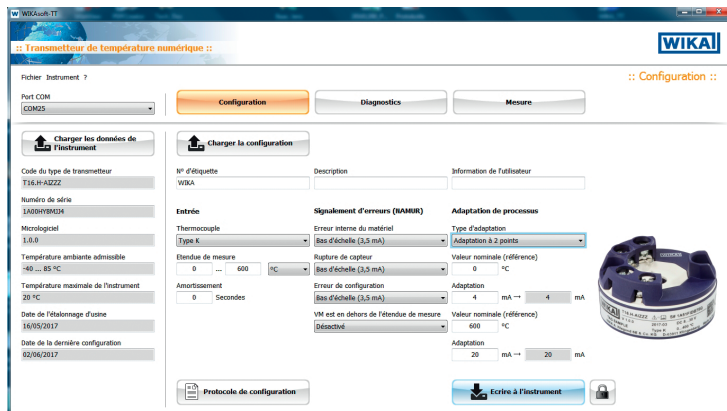 WIKAsoft-TT
:: Transmetteur de température numérique ::
WIKA
Fichier Instrument ?
:: Configuration ::
Port COM
COM25
Configuration
Diagnostics
Mesure
Charger les données de
l'instrument
Charger la configuration
Code du type de transmetteur
T16.H-AIZZZ
Numéro de série
1A00HYBMJJ4
Micrologiciel
1.0.0
Température ambiante admissible
-40 ... 85 °C
Température maximale de l'instrument
20 °C
Date de l'étalonnage d'usine
16/05/2017
Date de la dernière configuration
02/06/2017
N° d'étiquette
WIKA
Description
Information de l'utilisateur
Entrée
Thermocouple
Type K
Etendue de mesure
0 ... 600 °C
Amortissement
0 Secondes
Signalement d'erreurs (NAMUR)
Erreur interne du matériel
Bas d'échelle (3,5 mA)
Rupture de capteur
Bas d'échelle (3,5 mA)
Erreur de configuration
Bas d'échelle (3,5 mA)
VM est en dehors de l'étendue de mesure
Désactivé
Adaptation de processus
Type d'adaptation
Adaptation à 2 points
Valeur nominale (référence)
0 °C
Adaptation
4 mA → 4 mA
Valeur nominale (référence)
600 °C
Adaptation
20 mA → 20 mA
WIKA
T16.H-AIZZZ
Type K
Protocole de configuration
Ecrire à l'instrument